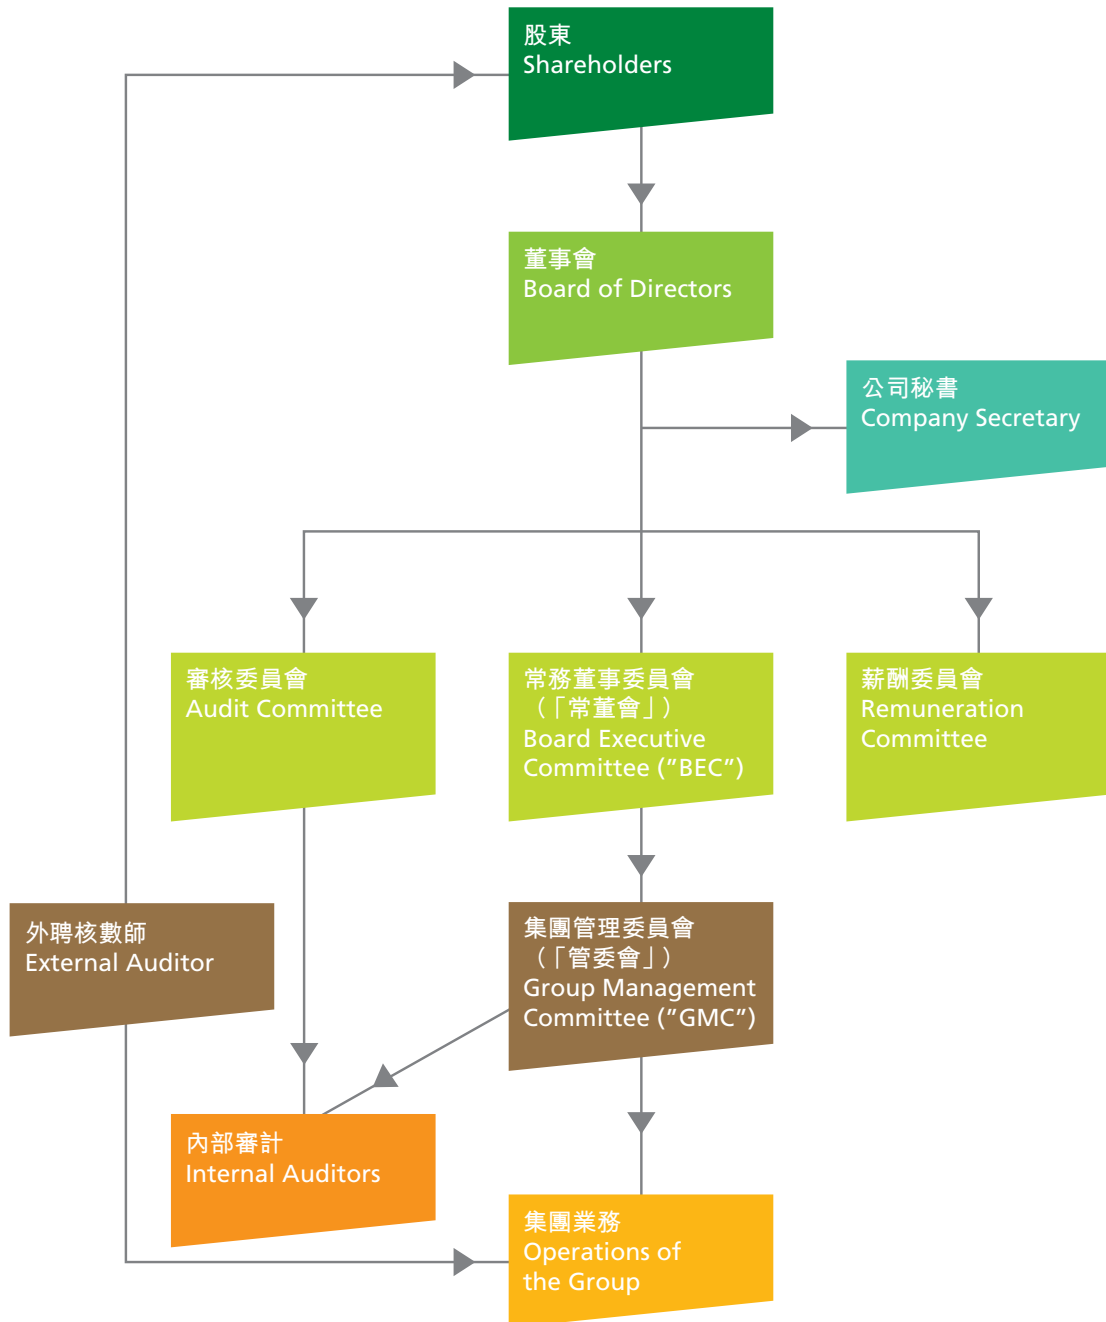 股東
Shareholders
董事會
Board of Directors
公司秘書
Company Secretary
審核委員會
Audit Committee
常務董事委員會
（「常董會」）
Board Executive
Committee (”BEC”)
薪酬委員會
Remuneration
Committee
外聘核數師
External Auditor
集團管理委員會
（「管委會」）
Group Management
Committee (”GMC”)
內部審計
Internal Auditors
集團業務
Operations of
the Group